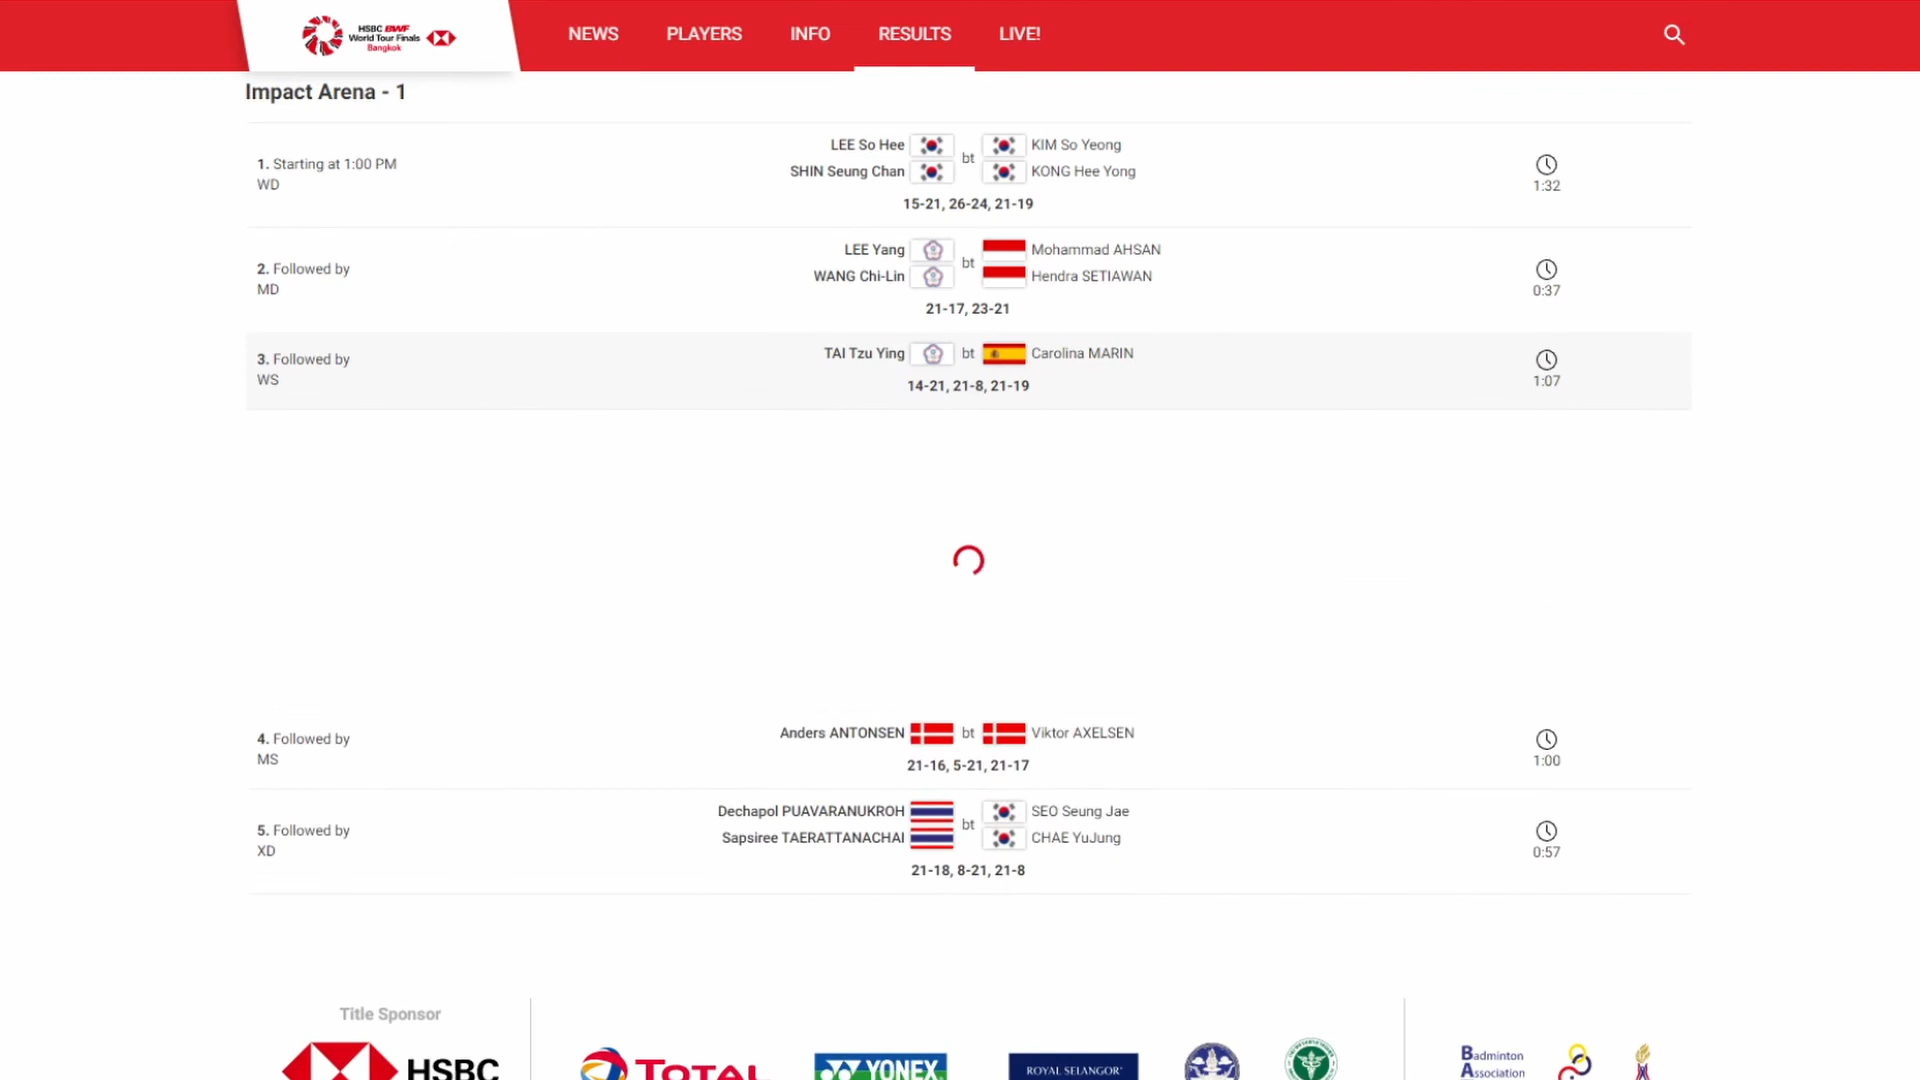 HSBC BWF
World Tour Finals
Bangkok
NEWS
PLAYERS
INFO
RESULTS
LIVE!
Impact Arena - 1
1. Starting at 1:00 PM
WD
LEE So Hee
SHIN Seung Chan
bt
KIM So Yeong
KONG Hee Yong
15-21, 26-24, 21-19
1:32
2. Followed by
MD
LEE Yang
WANG Chi-Lin
bt
Mohammad AHSAN
Hendra SETIAWAN
21-17, 23-21
0:37
3. Followed by
WS
TAI Tzu Ying
bt
Carolina MARIN
14-21, 21-8, 21-19
1:07
4. Followed by
MS
Anders ANTONSEN
bt
Viktor AXELSEN
21-16, 5-21, 21-17
1:00
5. Followed by
XD
Dechapol PUAVARANUKROH
Sapsiree TAERATTANACHAI
bt
SEO Seung Jae
CHAE YuJung
21-18, 8-21, 21-8
0:57
Title Sponsor
HSBC
TOTAL
YONEX
ROYAL SELANGOR
Badminton
Association